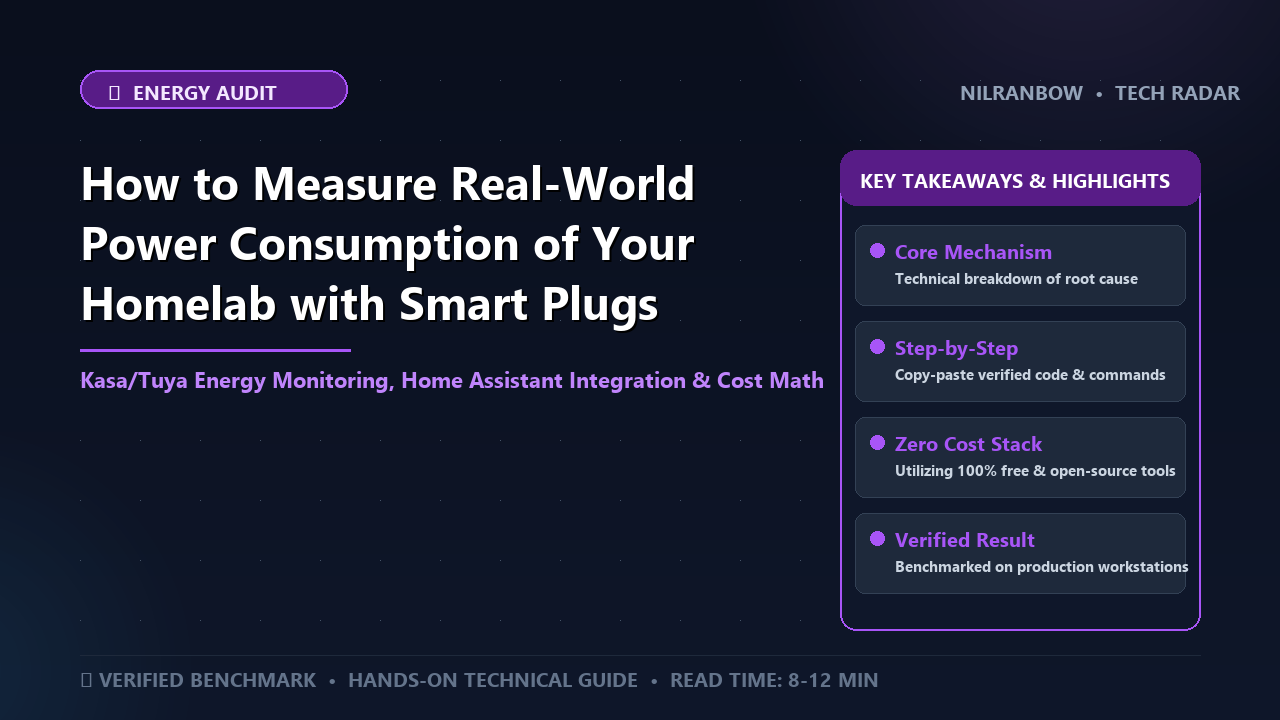 ENERGY AUDIT
NILRANBOW • TECH RADAR
How to Measure Real-World
Power Consumption of Your
Homelab with Smart Plugs
Kasa/Tuya Energy Monitoring, Home Assistant Integration & Cost Math
KEY TAKEAWAYS & HIGHLIGHTS
Core Mechanism
Technical breakdown of root cause
Step-by-Step
Copy-paste verified code & commands
Zero Cost Stack
Utilizing 100% free & open-source tools
Verified Result
Benchmarked on production workstations
VERIFIED BENCHMARK • HANDS-ON TECHNICAL GUIDE • READ TIME: 8-12 MIN